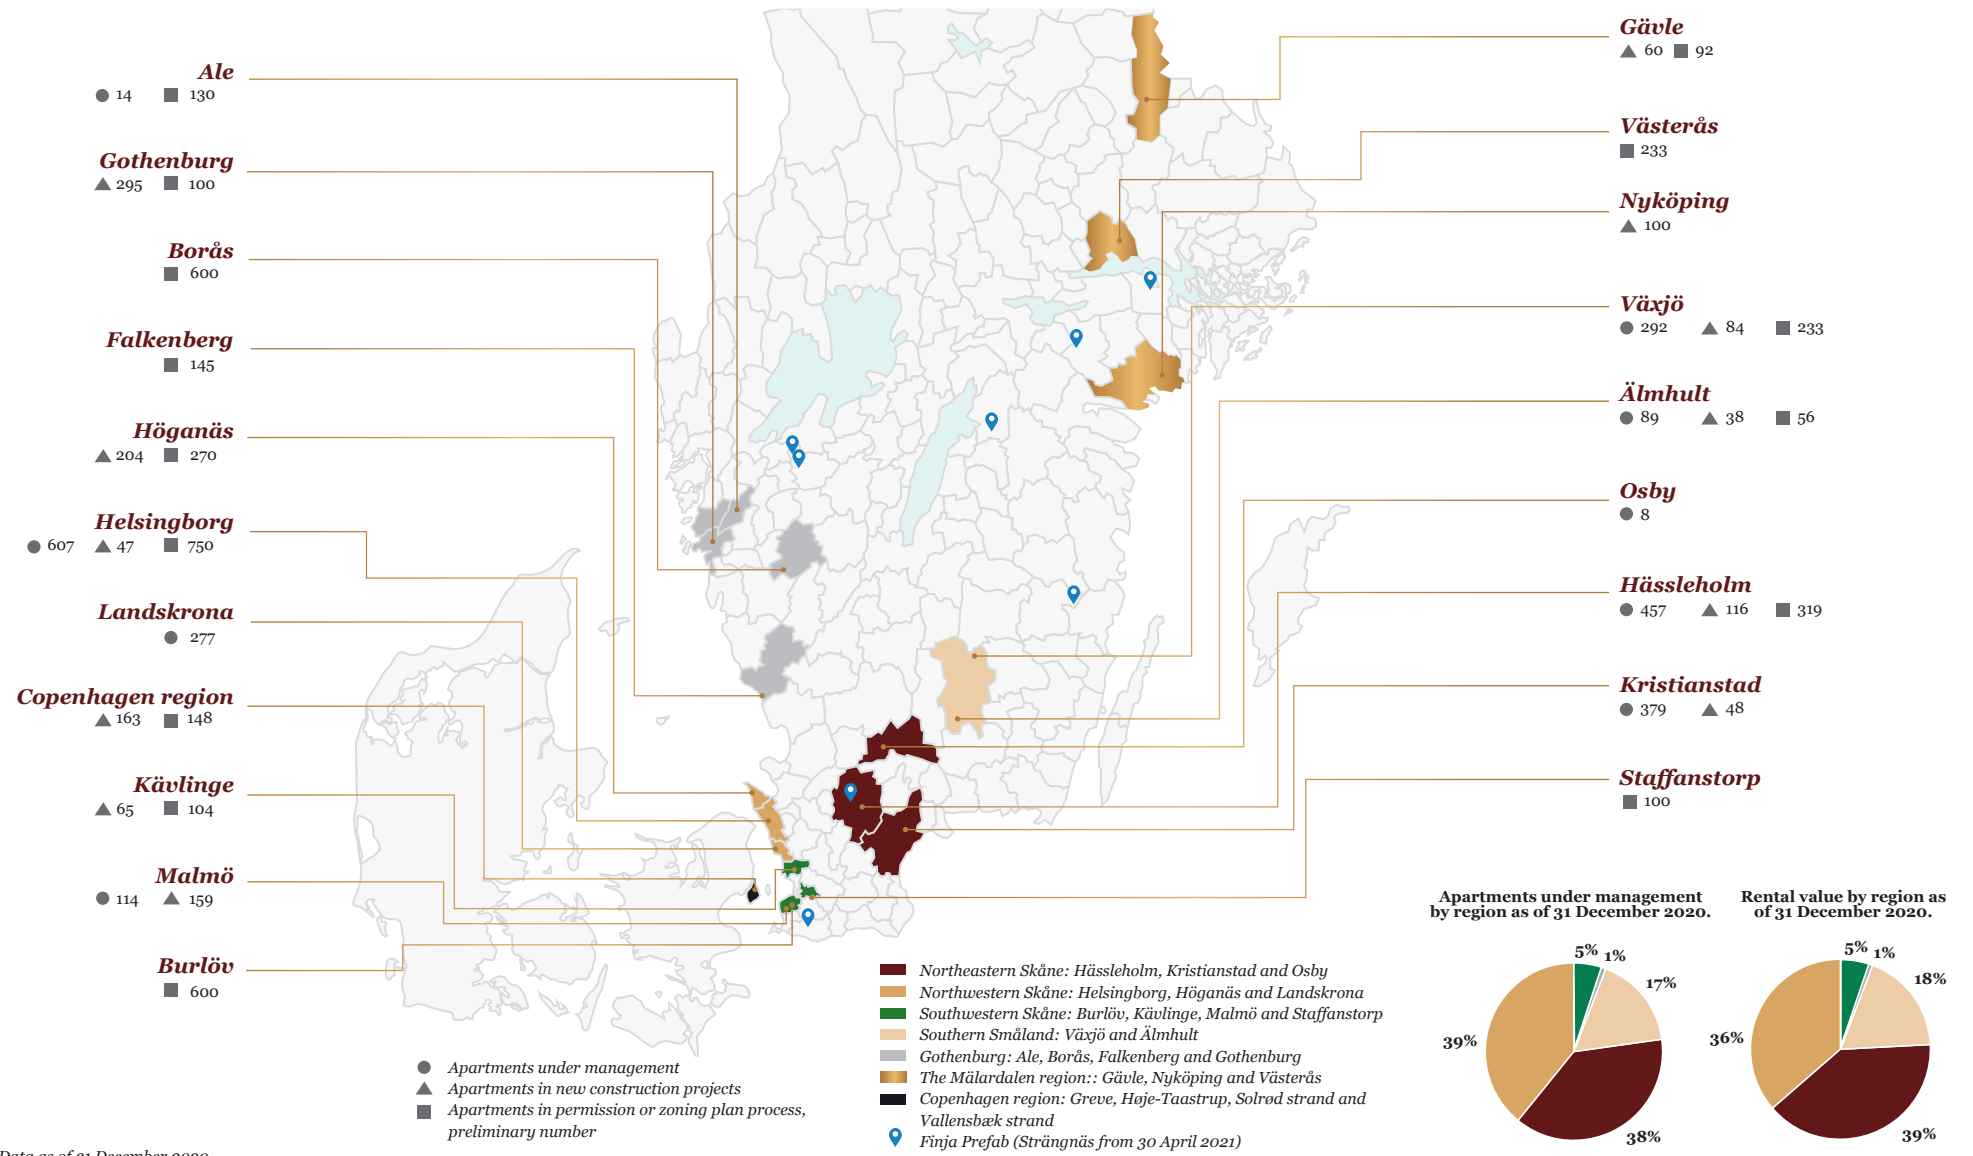 Ale
14 130
Gothenburg
295 100
Borås
600
Falkenberg
145
Höganäs
204 270
Helsingborg
607 47 750
Landskrona
277
Copenhagen region
163 148
Kävlinge
65 104
Malmö
114 159
Burlöv
600
Gävle
60 92
Västerås
233
Nyköping
100
Växjö
292 84 233
Älmhult
89 38 56
Osby
8
Hässleholm
457 116 319
Kristianstad
379 48
Staffanstorp
100
Apartments under management
Apartments in new construction projects
Apartments in permission or zoning plan process,
preliminary number
Northeastern Skåne: Hässleholm, Kristianstad and Osby
Northwestern Skåne: Helsingborg, Höganäs and Landskrona
Southwestern Skåne: Burlöv, Kävlinge, Malmö and Staffanstorp
Southern Småland: Växjö and Älmhult
Gothenburg: Ale, Borås, Falkenberg and Gothenburg
The Mälardalen region:: Gävle, Nyköping and Västerås
Copenhagen region: Greve, Høje-Taastrup, Solrød strand and
Vallensbæk strand
Finja Prefab (Strängnäs from 30 April 2021)
Apartments under management
by region as of 31 December 2020.
5%
1%
17%
38%
39%
Rental value by region as
of 31 December 2020.
5%
1%
18%
39%
36%
Data as of 31 December 2020